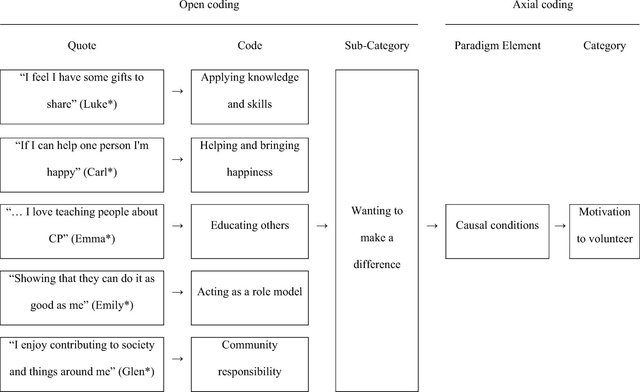 Open coding
Axial coding
Quote
Code
Sub-Category
Paradigm Element
Category
“I feel I have some gifts to
share” (Luke*)
→
Applying knowledge
and skills
“If I can help one person I'm
happy” (Carl*)
→
Helping and bringing
happiness
“… I love teaching people about
CP” (Emma*)
→
Educating others
→
Wanting to
make a
difference
→
Causal conditions
→
Motivation
to volunteer
“Showing that they can do it as
good as me” (Emily*)
→
Acting as a role model
“I enjoy contributing to society
and things around me” (Glen*)
→
Community
responsibility